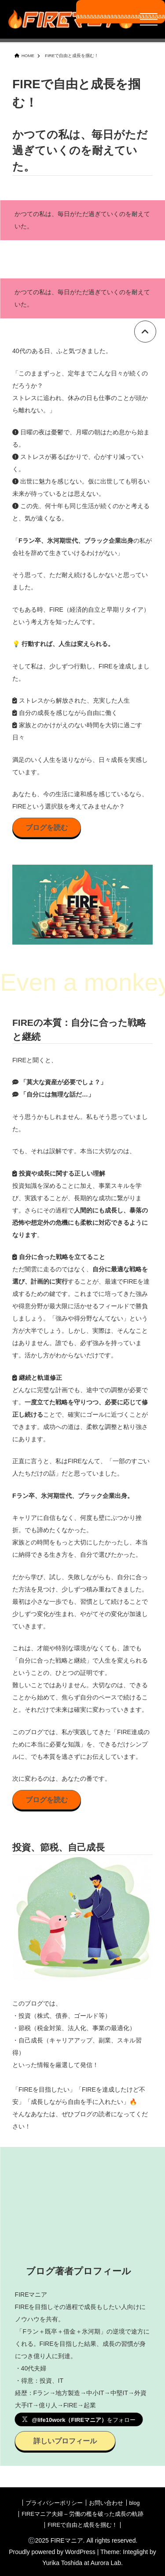 HOME > FIREで自由と成長を掴む！
FIREで自由と成長を掴
む！
かつての私は、毎日がただ
過ぎていくのを耐えてい
た。
かつての私は、毎日がただ過ぎていくのを耐えて
いた。
かつての私は、毎日がただ過ぎていくのを耐えて
いた。
40代のある日、ふと気づきました。
「このままずっと、定年までこんな日々が続くの
だろうか？
ストレスに追われ、休みの日も仕事のことが頭か
ら離れない。」
日曜の夜は憂鬱で、月曜の朝はため息から始ま
る。
ストレスが募るばかりで、心がすり減ってい
く。
出世に魅力を感じない。仮に出世しても明るい
未来が待っているとは思えない。
この先、何十年も同じ生活が続くのかと考える
と、気が遠くなる。
「Fラン卒、氷河期世代、ブラック企業出身の私が
会社を辞めて生きていけるわけがない」
そう思って、ただ耐え続けるしかないと思ってい
ました。
でもある時、FIRE（経済的自立と早期リタイア）
という考え方を知ったんです。
💡 行動すれば、人生は変えられる。
そして私は、少しずつ行動し、FIREを達成しまし
た。
ストレスから解放された、充実した人生
自分の成長を感じながら自由に働く
家族とのかけがえのない時間を大切に過ごす
日々
満足のいく人生を送りながら、日々成長を実感し
ています。
あなたも、今の生活に違和感を感じているなら、
FIREという選択肢を考えてみませんか？
ブログを読む
FIRE
Even a monkey
FIREの本質：自分に合った戦略
と継続
FIREと聞くと、
「莫大な資産が必要でしょ？」
「自分には無理な話だ…」
そう思うかもしれません。私もそう思っていまし
た。
でも、それは誤解です。本当に大切なのは、
投資や成長に関する正しい理解
投資知識を深めることに加え、事業スキルを学
び、実践することが、長期的な成功に繋がりま
す。さらにその過程で人間的にも成長し、暴落の
恐怖や想定外の危機にも柔軟に対応できるようにな
ります。
自分に合った戦略を立てること
ただ闇雲に走るのではなく、自分に最適な戦略を
選び、計画的に実行することが、最速でFIREを達
成するための鍵です。これまでに培ってきた強み
や得意分野が最大限に活かせるフィールドで勝負
しましょう。「強みや得分野なんてない」という
方が大半でしょう。しかし、実際は、そんなこと
はありません。誰でも、必ず強みを持っていま
す。活かし方がわからないだけです。
継続と軌道修正
どんなに完璧な計画でも、途中での調整が必要で
す。一度立てた戦略を守りつつ、必要に応じて修
正し続けることで、確実にゴールに近づくことが
できます。成功への道は、柔軟な調整と粘り強さ
にあります。
正直に言うと、私はFIREなんて、「一部のすごい
人たちだけの話」だと思っていました。
Fラン卒、氷河期世代、ブラック企業出身。
キャリアに自信もなく、何度も壁にぶつかり挫
折。でも諦めたくなかった。
家族との時間をもっと大切にしたかったし、本当
に納得できる生き方を、自分で選びたかった。
だから学び、試し、失敗しながらも、自分に合っ
た方法を見つけ、少しずつ積み重ねてきました。
最初は小さな一歩でも、習慣として続けることで
少しずつ変化が生まれ、やがてその変化が加速し
ていきます。
これは、才能や特別な環境がなくても、誰でも
「自分に合った戦略と継続」で人生を変えられる
ということの、ひとつの証明です。
難しいことではありません。大切なのは、できる
ことから始めて、焦らず自分のペースで続けるこ
と。それだけで未来は確実に変わっていきます。
このブログでは、私が実践してきた「FIRE達成の
ために本当に必要な知識」を、できるだけシンプ
ルに、でも本質を逃さずにお伝えしています。
次に変わるのは、あなたの番です。
ブログを読む
投資、節税、自己成長
このブログでは、
・投資（株式、債券、ゴールド等）
・節税（税金対策、法人化、事業の最適化）
・自己成長（キャリアアップ、副業、スキル習
得）
といった情報を厳選して発信！
「FIREを目指したい」「FIREを達成したけど不
安」「成長しながら自由を手に入れたい」🔥
そんなあなたは、ぜひブログの読者になってくだ
さい！
ブログ著者プロフィール
FIREマニア
FIREを目指しその過程で成長もしたい人向けに
ノウハウを共有。
「Fラン＋既卒＋借金＋氷河期」の逆境で途方に
くれる。FIREを目指した結果、成長の習慣が身
につき億り人に到達。
・40代夫婦
・得意：投資、IT
経歴：Fラン→地方製造→中小IT→中堅IT→外資
大手IT→億り人→FIRE→起業
@life10work（FIREマニア）をフォロー
詳しいプロフィール
｜プライバシーポリシー｜お問い合わせ｜blog
｜FIREマニア夫婦 – 労働の檻を破った成長の軌跡
｜FIREで自由と成長を掴む！｜
Ⓒ2025 FIREマニア. All rights reserved.
Proudly powered by WordPress | Theme: Inteligblt by
Yurika Toshida at Aurora Lab.